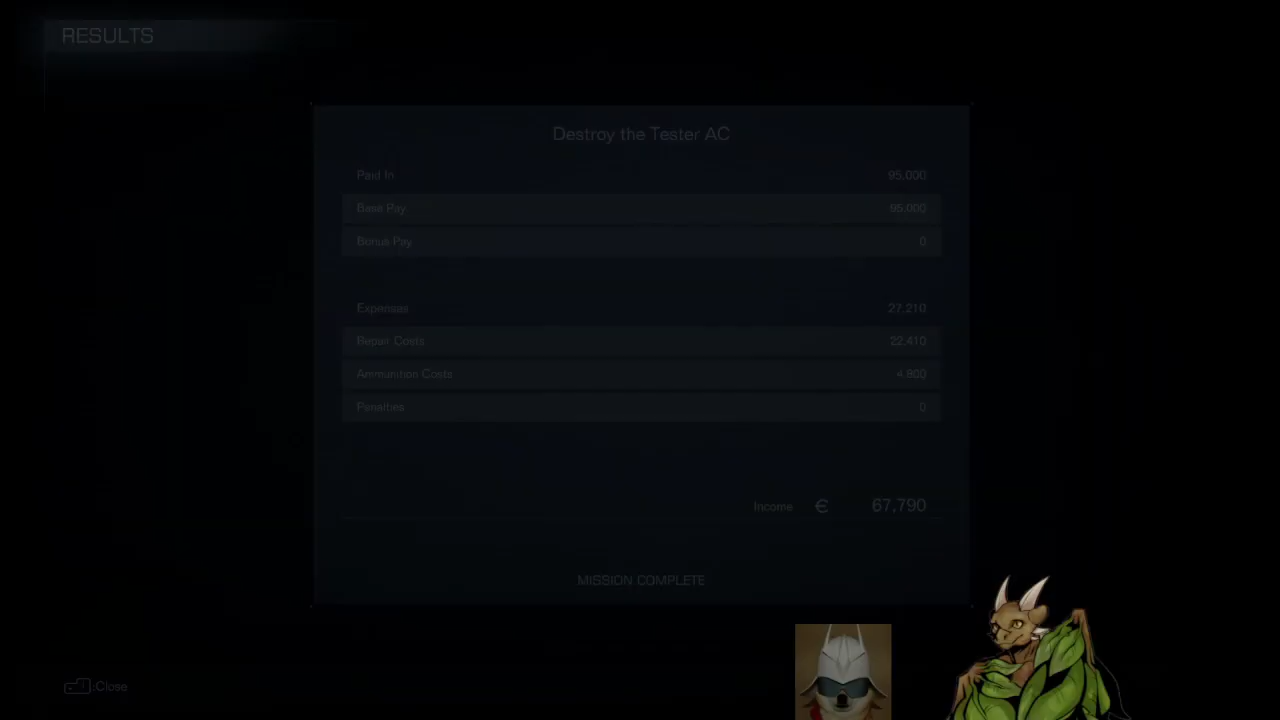 RESULTS
Destroy the Tester AC
Paid In 95,000
Base Pay 95,000
Bonus Pay 0
Expenses 27,210
Repair Costs 22,410
Ammunition Costs 4,800
Penalties 0
Income € 67,790
MISSION COMPLETE
:Close